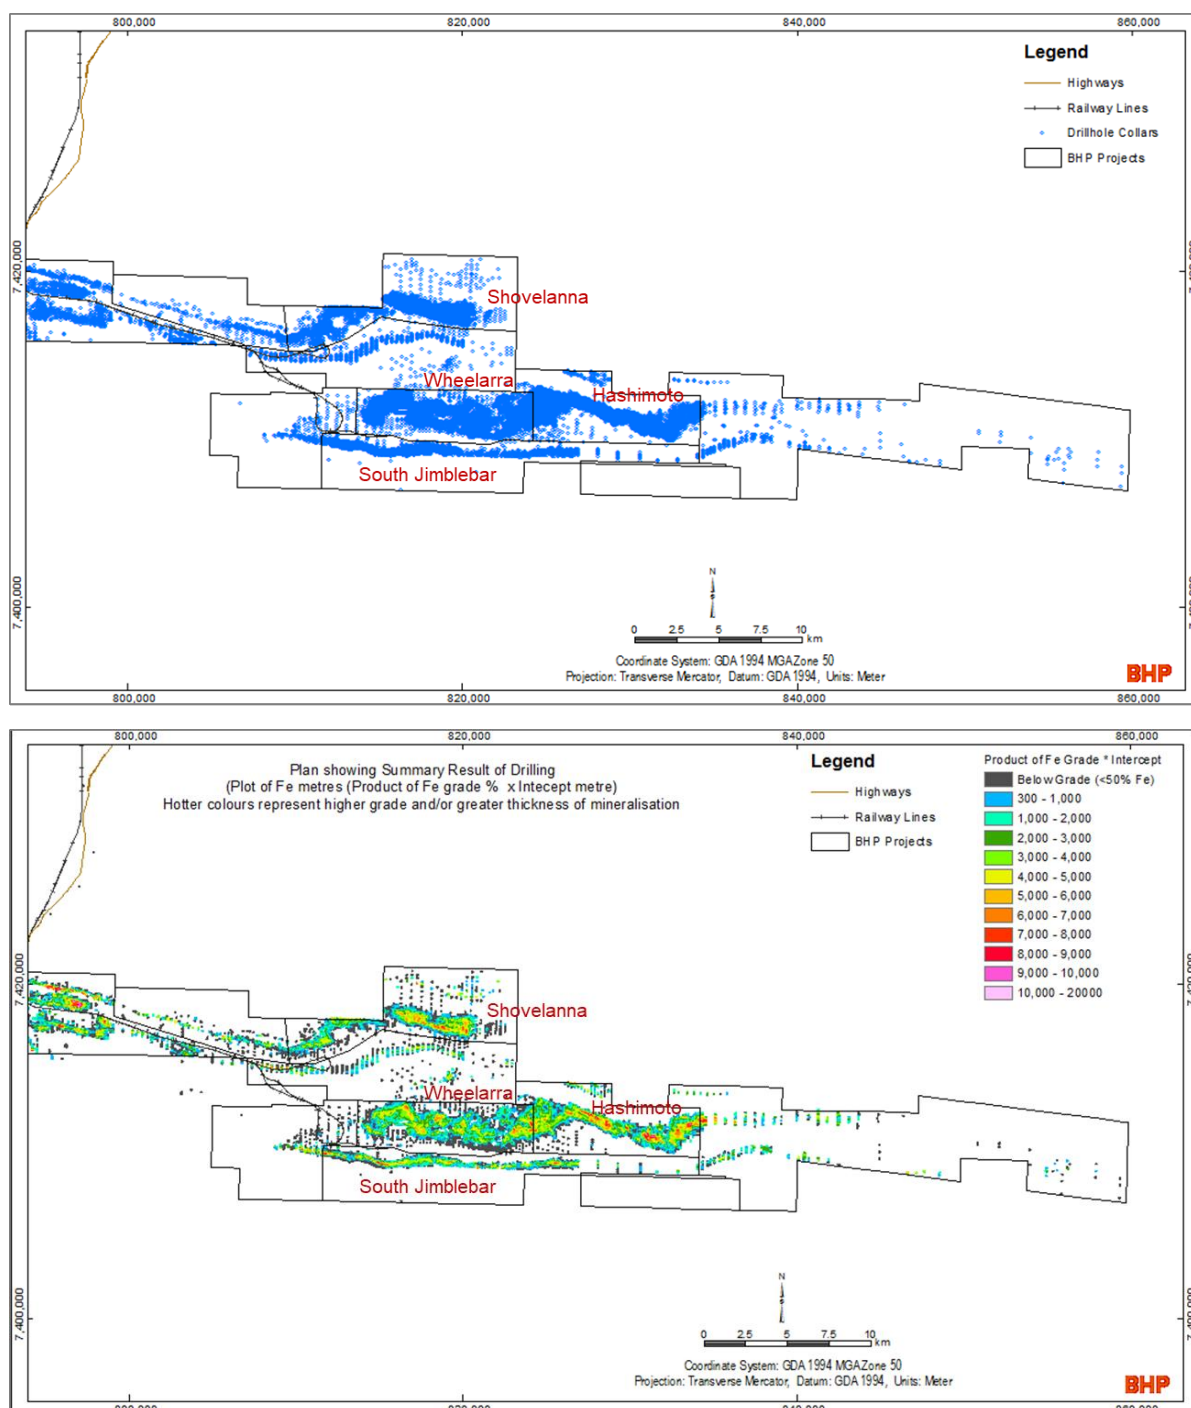 800,000 820,000 840,000 860,000
Legend
Highways
Railway Lines
Drillhole Collars
BHP Projects
7,420,000
Shovelanna
Wheelarra
Hashimoto
South Jimblebar
7,400,000
N
0 2.5 5 7.5 10
km
Coordinate System: GDA 1994 MGAZone 50
Projection: Transverse Mercator, Datum: GDA 1994, Units: Meter
BHP
800,000 820,000 840,000 860,000
800,000 820,000 840,000 860,000
Plan showing Summary Result of Drilling
(Plot of Fe metres (Product of Fe grade % x Intecept metre)
Hotter colours represent higher grade and/or greater thickness of mineralisation
Legend
Highways
Railway Lines
BHP Projects
Product of Fe Grade * Intercept
Below Grade (<50% Fe)
300 - 1,000
1,000 - 2,000
2,000 - 3,000
3,000 - 4,000
4,000 - 5,000
5,000 - 6,000
6,000 - 7,000
7,000 - 8,000
8,000 - 9,000
9,000 - 10,000
10,000 - 20000
7,420,000
Shovelanna
Wheelarra
Hashimoto
South Jimblebar
7,400,000
N
0 2.5 5 7.5 10
km
Coordinate System: GDA 1994 MGAZone 50
Projection: Transverse Mercator, Datum: GDA 1994, Units: Meter
BHP